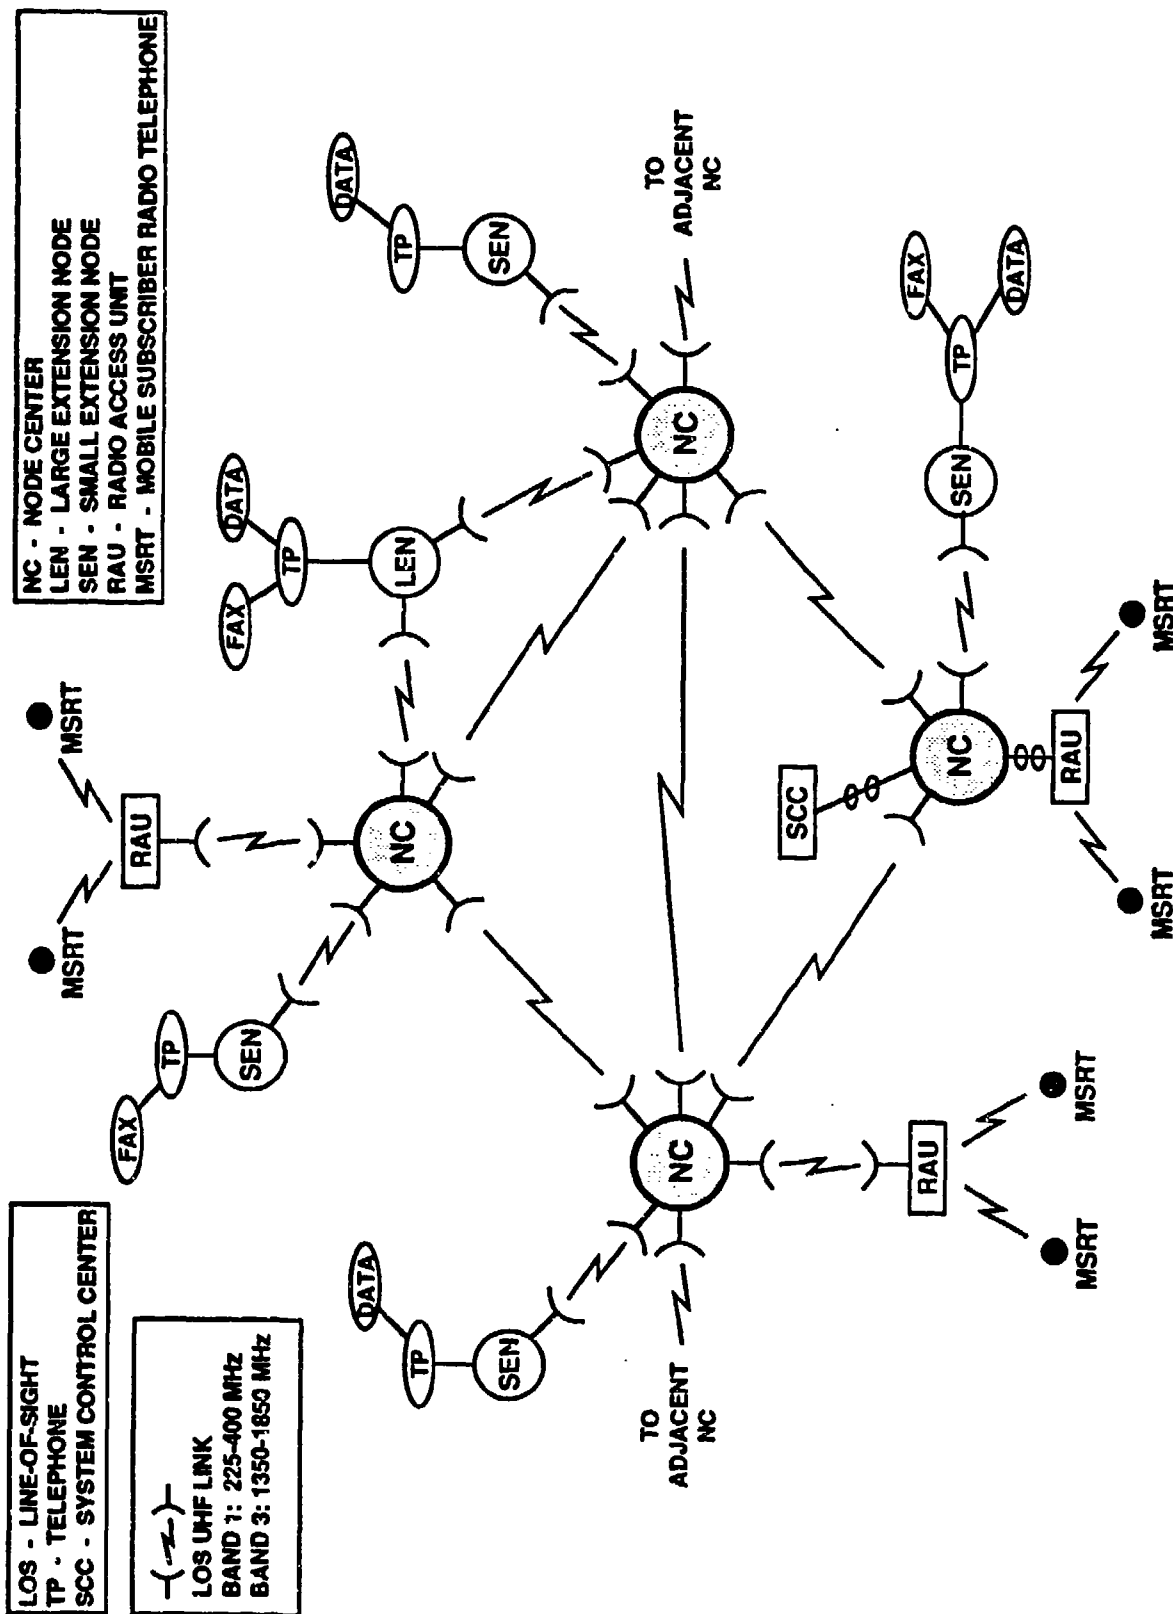 LOS - LINE-OF-SIGHT
TP - TELEPHONE
SCC - SYSTEM CONTROL CENTER
NC - NODE CENTER
LEN - LARGE EXTENSION NODE
SEN - SMALL EXTENSION NODE
RAU - RADIO ACCESS UNIT
MSRT - MOBILE SUBSCRIBER RADIO TELEPHONE
LOS UHF LINK
BAND 1: 225-400 MHz
BAND 3: 1350-1850 MHz
MSRT
MSRT
RAU
FAX
TP
SEN
FAX
DATA
TP
LEN
NC
DATA
TP
SEN
DATA
TP
SEN
TO
ADJACENT
NC
NC
NC
TO
ADJACENT
NC
SCC
NC
SEN
TP
FAX
DATA
RAU
MSRT
MSRT
RAU
MSRT
MSRT